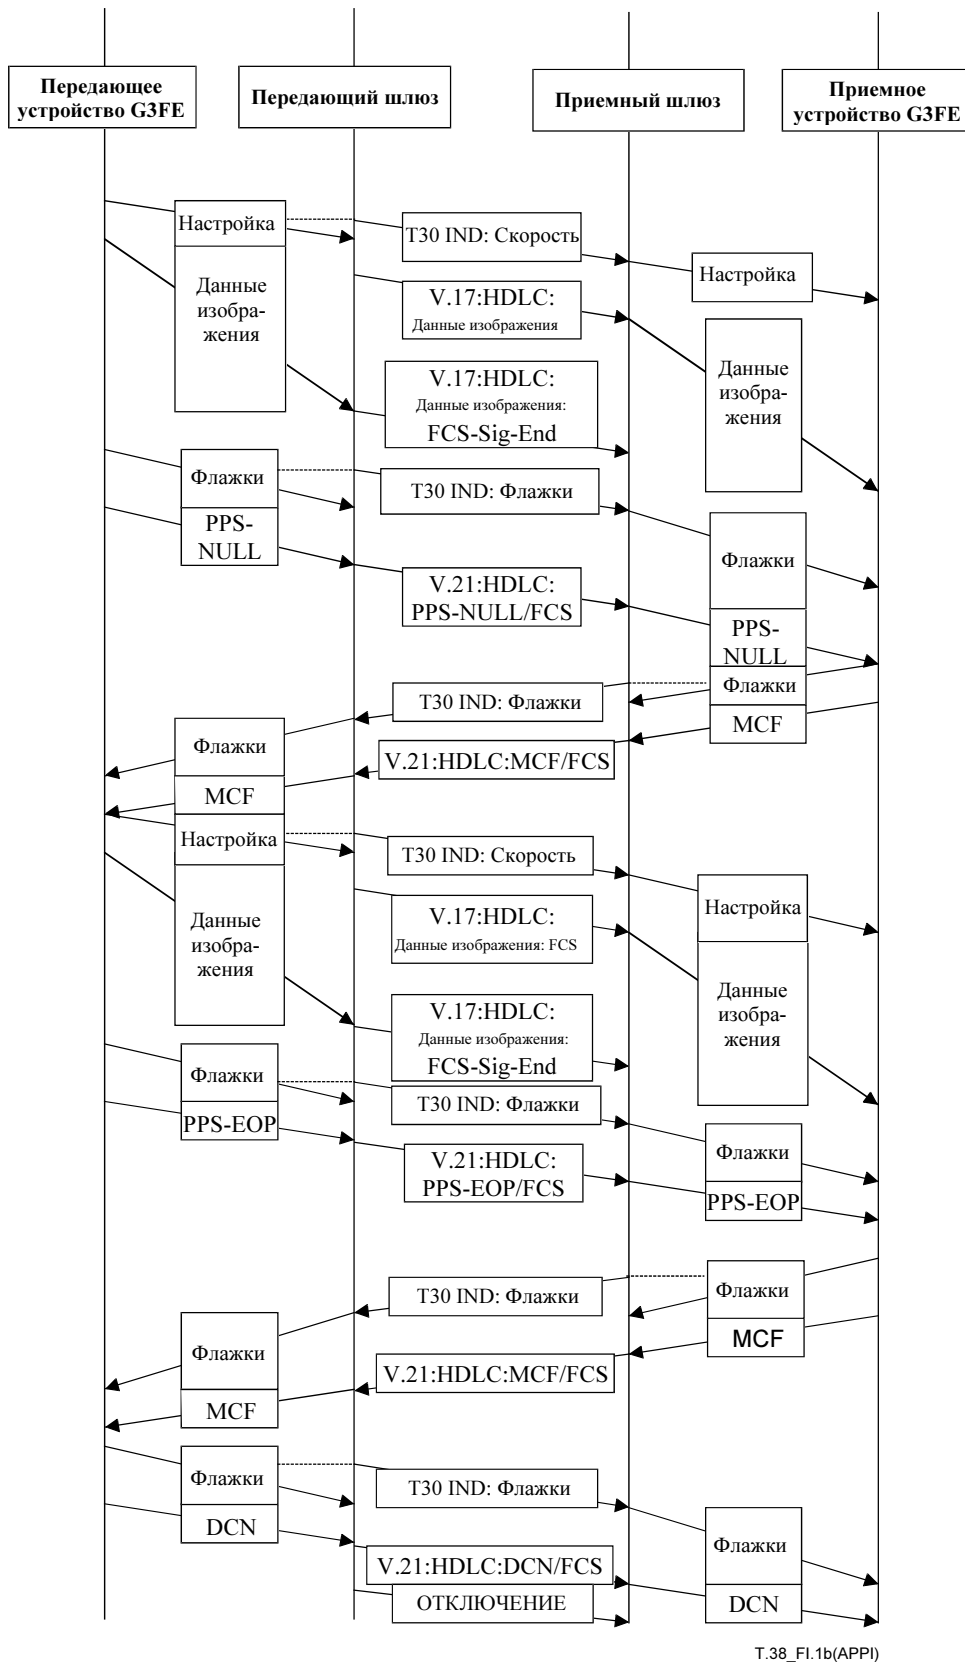 Передающее
устройство G3FE
Передающий шлюз
Приемный шлюз
Приемное
устройство G3FE
Настройка
T30 IND: Скорость
Настройка
Данные
изобра-
жения
V.17:HDLC:
Данные изображения
Данные
изобра-
жения
V.17:HDLC:
Данные изображения:
FCS-Sig-End
Флажки
T30 IND: Флажки
PPS-
NULL
Флажки
V.21:HDLC:
PPS-NULL/FCS
PPS-
NULL
T30 IND: Флажки
Флажки
Флажки
MCF
V.21:HDLC:MCF/FCS
MCF
Настройка
T30 IND: Скорость
Настройка
Данные
изобра-
жения
V.17:HDLC:
Данные изображения: FCS
Данные
изобра-
жения
V.17:HDLC:
Данные изображения:
FCS-Sig-End
Флажки
T30 IND: Флажки
PPS-EOP
Флажки
V.21:HDLC:
PPS-EOP/FCS
PPS-EOP
T30 IND: Флажки
Флажки
Флажки
MCF
V.21:HDLC:MCF/FCS
MCF
Флажки
T30 IND: Флажки
DCN
Флажки
V.21:HDLC:DCN/FCS
ОТКЛЮЧЕНИЕ
DCN
T.38_FI.1b(APPI)